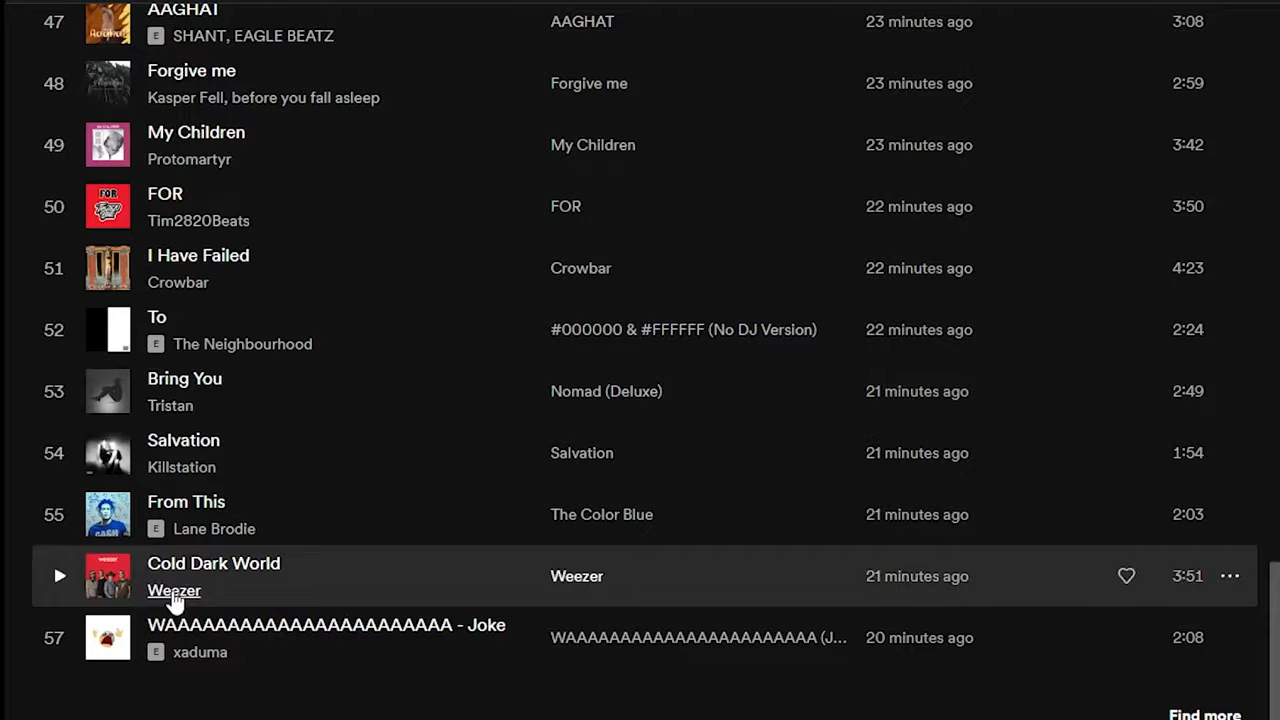 47 AAGHAT AAGHAT 23 minutes ago 3:08
E SHANT, EAGLE BEATZ
48 Forgive me Forgive me 23 minutes ago 2:59
Kasper Fell, before you fall asleep
49 My Children My Children 23 minutes ago 3:42
Protomartyr
50 FOR FOR 22 minutes ago 3:50
Tim2820Beats
51 I Have Failed Crowbar 22 minutes ago 4:23
Crowbar
52 To #000000 & #FFFFFF (No DJ Version) 22 minutes ago 2:24
E The Neighbourhood
53 Bring You Nomad (Deluxe) 21 minutes ago 2:49
Tristan
54 Salvation Salvation 21 minutes ago 1:54
Killstation
55 From This The Color Blue 21 minutes ago 2:03
E Lane Brodie
Cold Dark World Weezer 21 minutes ago 3:51 ...
Weezer
57 WAAAAAAAAAAAAAAAAAAAAAAA - Joke WAAAAAAAAAAAAAAAAAAAAAAA (J... 20 minutes ago 2:08
E xaduma
Find more